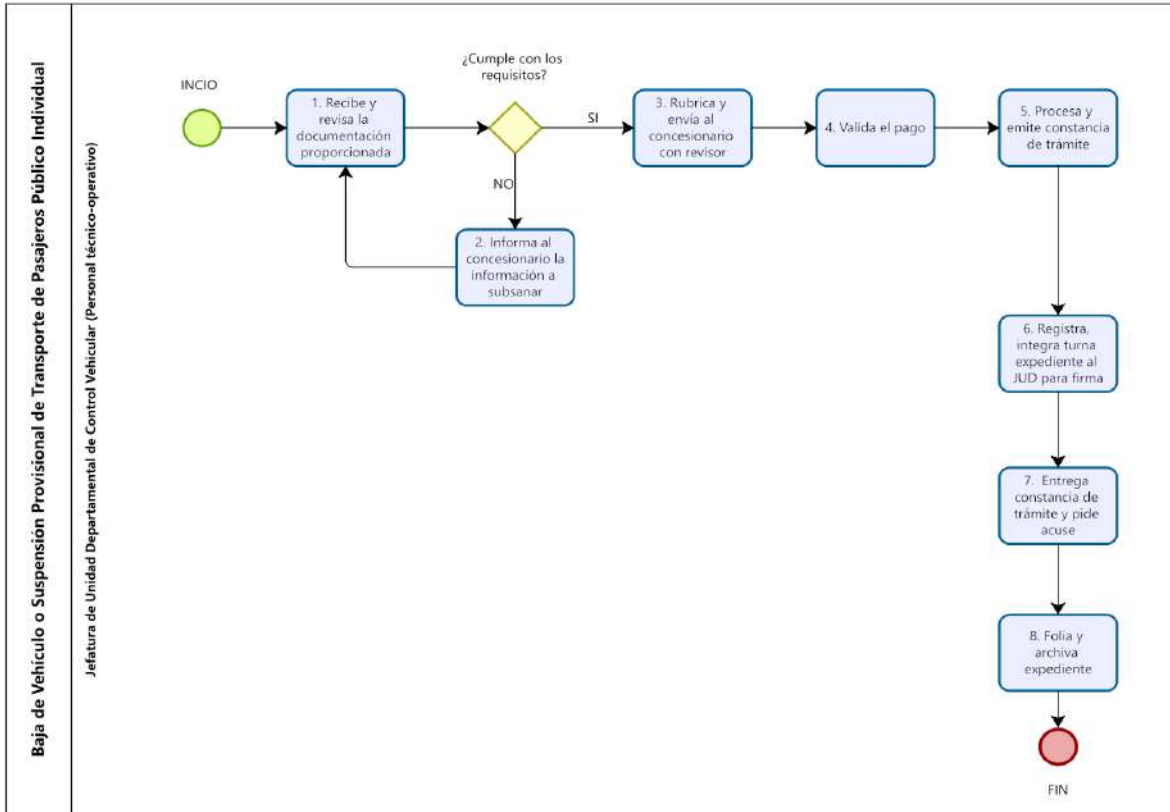 Baja de Vehículo o Suspensión Provisional de Transporte de Pasajeros Público Individual
Jefatura de Unidad Departamental de Control Vehicular (Personal técnico-operativo)
INCIO
1. Recibe y
revisa la
documentación
proporcionada
¿Cumple con los
requisitos?
SI
NO
2. Informa al
concesionario la
información a
subsanar
3. Rubrica y
envía al
concesionario
con revisor
4. Valida el pago
5. Procesa y
emite constancia
de trámite
6. Registra,
integra turna
expediente al
JUD para firma
7. Entrega
constancia de
trámite y pide
acuse
8. Folia y
archiva
expediente
FIN